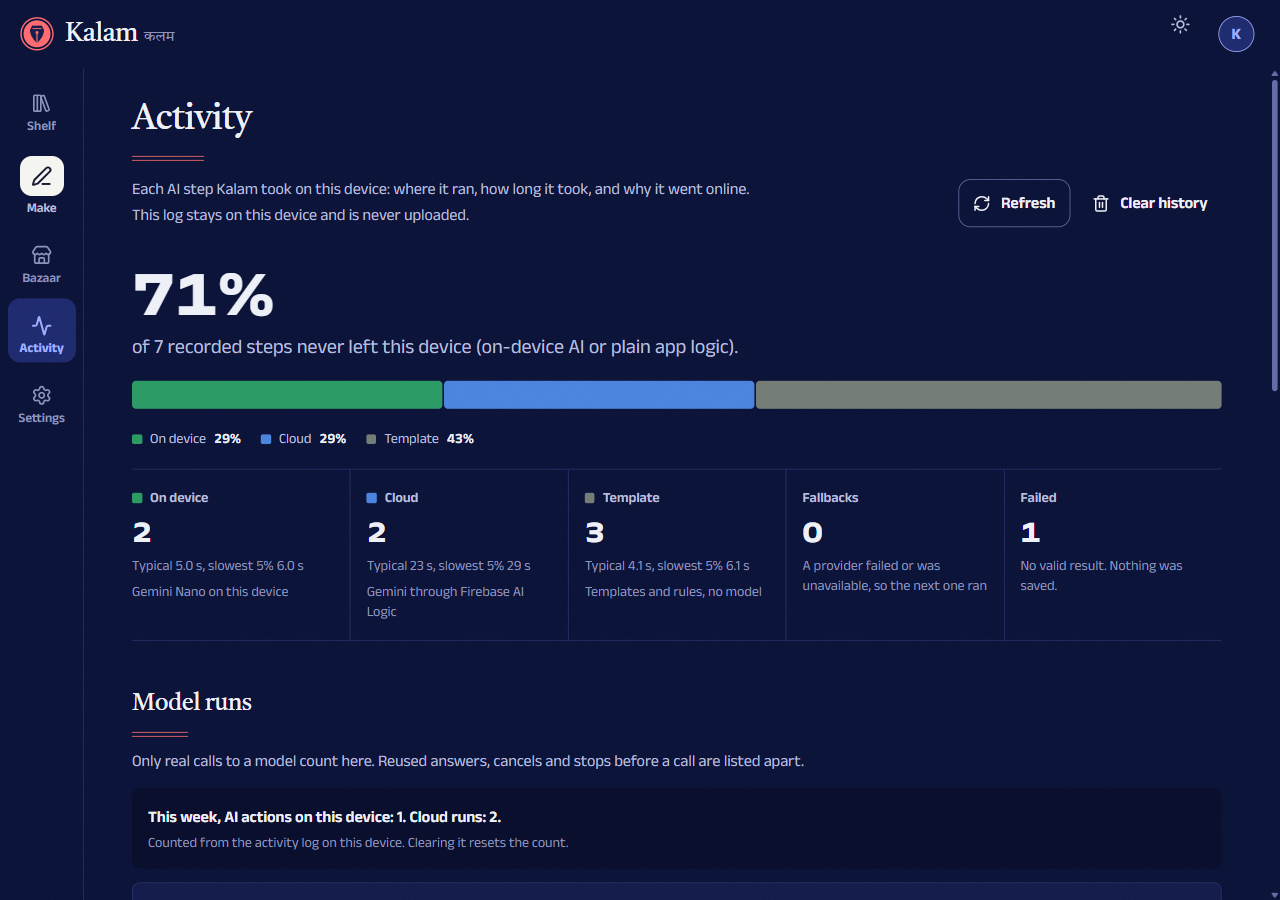 Kalam कलम
K
Shelf
Make
Bazaar
Activity
Settings
Activity
Each AI step Kalam took on this device: where it ran, how long it took, and why it went online.
This log stays on this device and is never uploaded.
Refresh
Clear history
71%
of 7 recorded steps never left this device (on-device AI or plain app logic).
On device 29% Cloud 29% Template 43%
On device
2
Typical 5.0 s, slowest 5% 6.0 s
Gemini Nano on this device
Cloud
2
Typical 23 s, slowest 5% 29 s
Gemini through Firebase AI
Logic
Template
3
Typical 4.1 s, slowest 5% 6.1 s
Templates and rules, no model
Fallbacks
0
A provider failed or was
unavailable, so the next one ran
Failed
1
No valid result. Nothing was
saved.
Model runs
Only real calls to a model count here. Reused answers, cancels and stops before a call are listed apart.
This week, AI actions on this device: 1. Cloud runs: 2.
Counted from the activity log on this device. Clearing it resets the count.